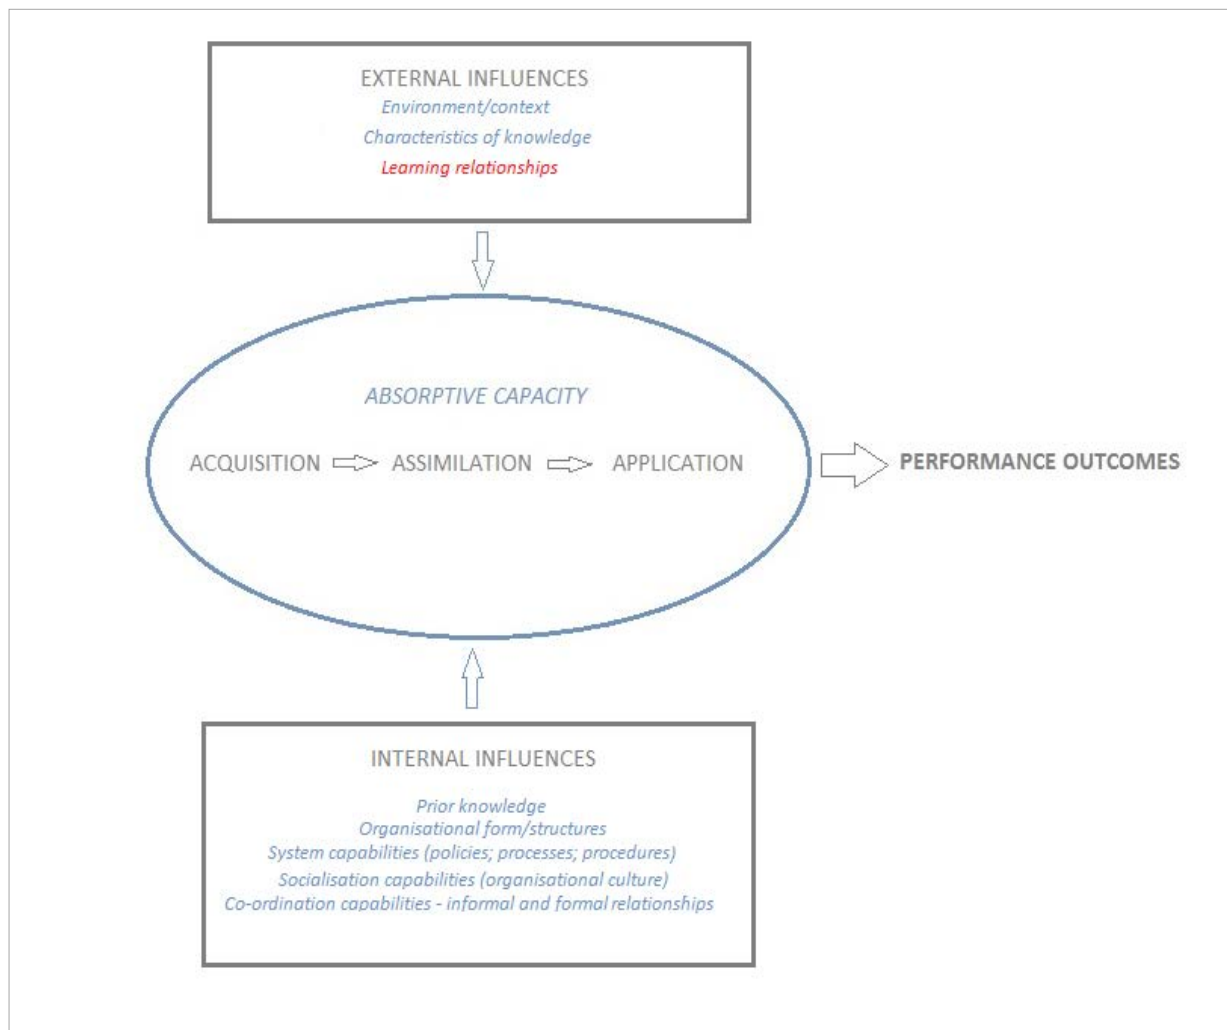 EXTERNAL INFLUENCES
Environment/context
Characteristics of knowledge
Learning relationships
ABSORPTIVE CAPACITY
ACQUISITION ASSIMILATION APPLICATION
PERFORMANCE OUTCOMES
INTERNAL INFLUENCES
Prior knowledge
Organisational form/structures
System capabilities (policies; processes; procedures)
Socialisation capabilities (organisational culture)
Co-ordination capabilities - informal and formal relationships